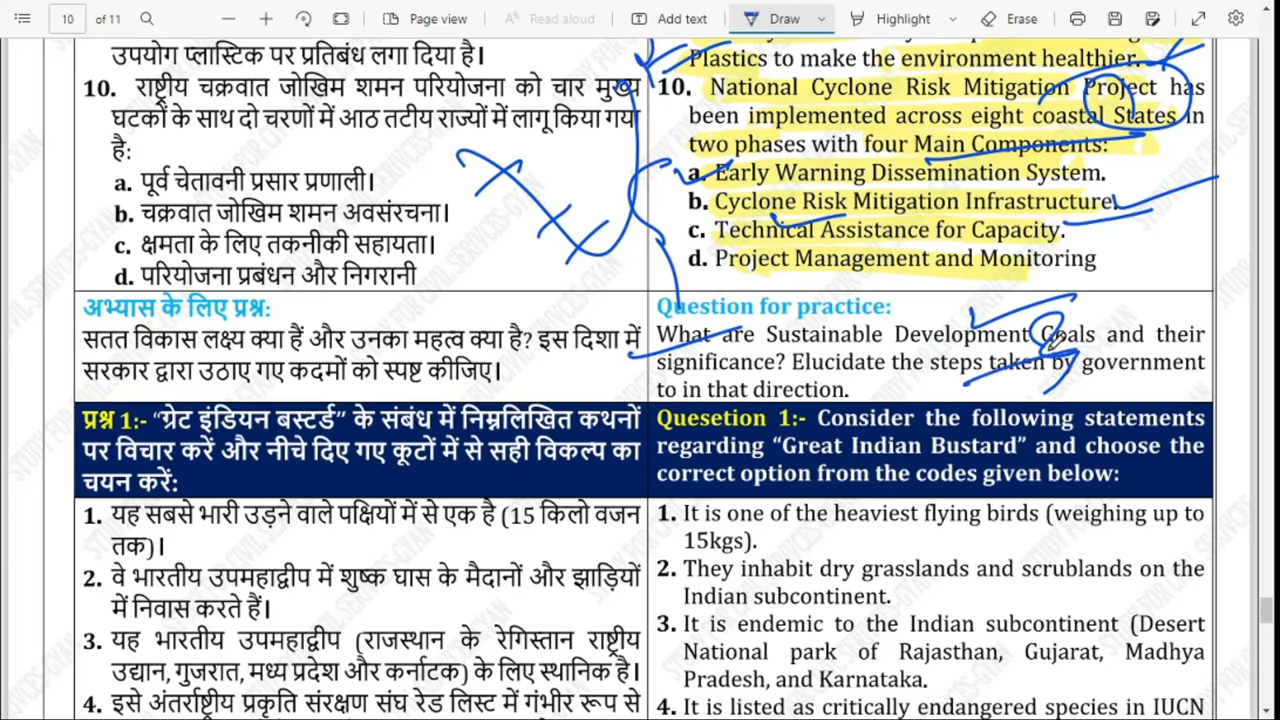 10 of 11
Page view
Read aloud
Add text
Draw
Highlight
Erase
उपयोग प्लास्टिक पर प्रतिबंध लगा दिया है।
10. राष्ट्रीय चक्रवात जोखिम शमन परियोजना को चार मुख्य
घटकों के साथ दो चरणों में आठ तटीय राज्यों में लागू किया गया
है:
a. पूर्व चेतावनी प्रसार प्रणाली।
b. चक्रवात जोखिम शमन अवसंरचना।
c. क्षमता के लिए तकनीकी सहायता।
d. परियोजना प्रबंधन और निगरानी
Plastics to make the environment healthier.
10. National Cyclone Risk Mitigation Project has
been implemented across eight coastal States in
two phases with four Main Components:
a. Early Warning Dissemination System.
b. Cyclone Risk Mitigation Infrastructure.
c. Technical Assistance for Capacity.
d. Project Management and Monitoring
अभ्यास के लिए प्रश्न:
सतत विकास लक्ष्य क्या हैं और उनका महत्व क्या है? इस दिशा में
सरकार द्वारा उठाए गए कदमों को स्पष्ट कीजिए।
Question for practice:
What are Sustainable Development Goals and their
significance? Elucidate the steps taken by government
to in that direction.
प्रश्न 1:- “ग्रेट इंडियन बस्टर्ड” के संबंध में निम्नलिखित कथनों
पर विचार करें और नीचे दिए गए कूटों में से सही विकल्प का
चयन करें:
Quesetion 1:- Consider the following statements
regarding “Great Indian Bustard” and choose the
correct option from the codes given below:
1. यह सबसे भारी उड़ने वाले पक्षियों में से एक है (15 किलो वजन
तक)।
2. वे भारतीय उपमहाद्वीप में शुष्क घास के मैदानों और झाड़ियों
में निवास करते हैं।
3. यह भारतीय उपमहाद्वीप (राजस्थान के रेगिस्तान राष्ट्रीय
उद्यान, गुजरात, मध्य प्रदेश और कर्नाटक) के लिए स्थानिक है।
4. इसे अंतर्राष्ट्रीय प्रकृति संरक्षण संघ रेड लिस्ट में गंभीर रूप से
1. It is one of the heaviest flying birds (weighing up to
15kgs).
2. They inhabit dry grasslands and scrublands on the
Indian subcontinent.
3. It is endemic to the Indian subcontinent (Desert
National park of Rajasthan, Gujarat, Madhya
Pradesh, and Karnataka.
4. It is listed as critically endangered species in IUCN